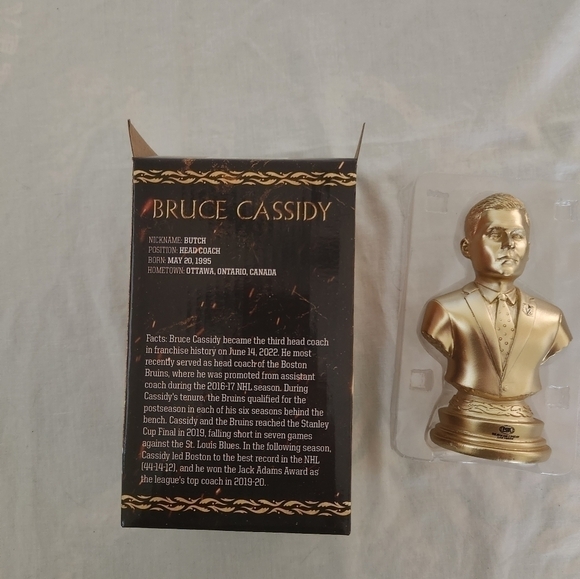 BRUCE CASSIDY
NICKNAME: BUTCH
POSITION: HEAD COACH
BORN: MAY 20, 1995
HOMETOWN: OTTAWA, ONTARIO, CANADA
Facts: Bruce Cassidy became the third head coach
in franchise history on June 14, 2022. He most
recently served as head coach of the Boston
Bruins, where he was promoted from assistant
coach during the 2016-17 NHL season. During
Cassidy's tenure, the Bruins qualified for the
postseason in each of his six seasons behind the
bench. Cassidy and the Bruins reached the Stanley
Cup Final in 2019, falling short in seven games
against the St. Louis Blues. In the following season,
Cassidy led Boston to the best record in the NHL
(44-14-12), and he won the Jack Adams Award as
the league's top coach in 2019-20.